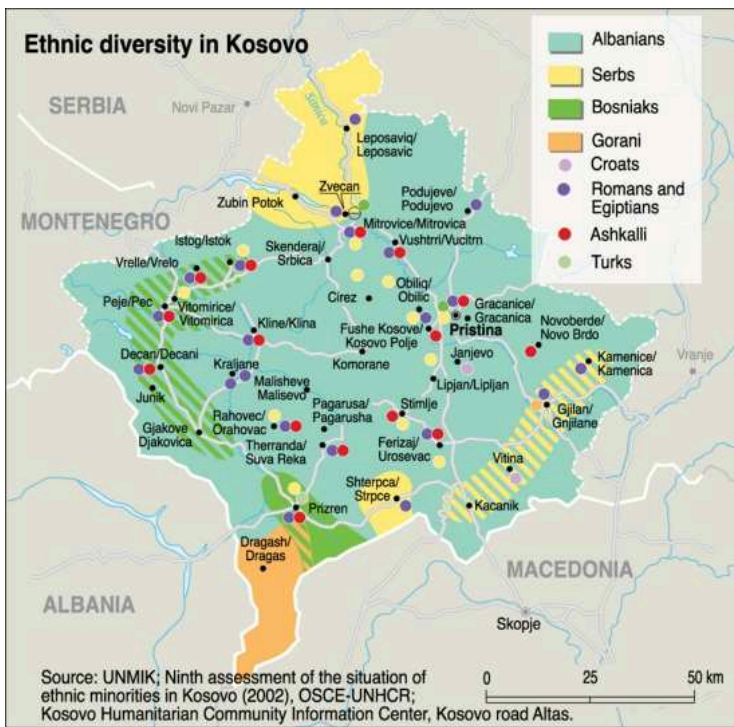 Ethnic diversity in Kosovo
Albanians
Serbs
Bosniaks
Gorani
Croats
Romans and
Egiptians
Ashkalli
Turks
SERBIA
Novi Pazar
Sitnica
Leposaviq/
Leposavic
Zvecan
Zubin Potok
Podujeve/
Podujevo
MONTENEGRO
Mitrovice/Mitrovica
Istog/Istok
Skenderaj/
Srbica
Vushtrri/Vucitrn
Vrelle/Vrelo
Obiliq/
Obilic
Peje/Pec
Vitomirice/
Vitomirica
Cirez
Gracanice/
Gracanica
Pristina
Kline/Klina
Fushe Kosove/
Kosovo Polje
Novoberde/
Novo Brdo
Decan/Decani
Komorane
Janjevo
Kamenice/
Kamenica
Vranje
Kraljane
Junik
Malisheve
Malisevo
Lipjan/Lipljan
Rahovec/
Orahovac
Pagarusa/
Pagarusha
Stimlje
Gjilan/
Gnjilane
Gjakove
Djakovica
Therranda/
Suva Reka
Ferizaj/
Urosevac
Vitina
Shterpca/
Strpce
Prizren
Kacanik
Dragash/
Dragas
ALBANIA
MACEDONIA
Skopje
Source: UNMIK; Ninth assessment of the situation of
ethnic minorities in Kosovo (2002), OSCE-UNHCR;
Kosovo Humanitarian Community Information Center, Kosovo road Altas.
0 25 50 km